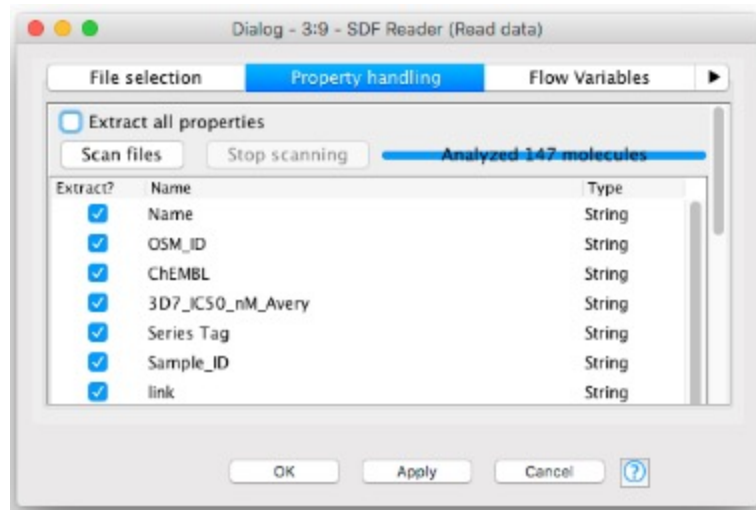 Dialog - 3:9 - SDF Reader (Read data)
File selection Property handling Flow Variables
Extract all properties
Scan files Stop scanning Analyzed 147 molecules
Extract? Name Type
Name String
OSM_ID String
ChEMBL String
3D7_IC50_nM_Avery String
Series Tag String
Sample_ID String
link String
OK Apply Cancel ?